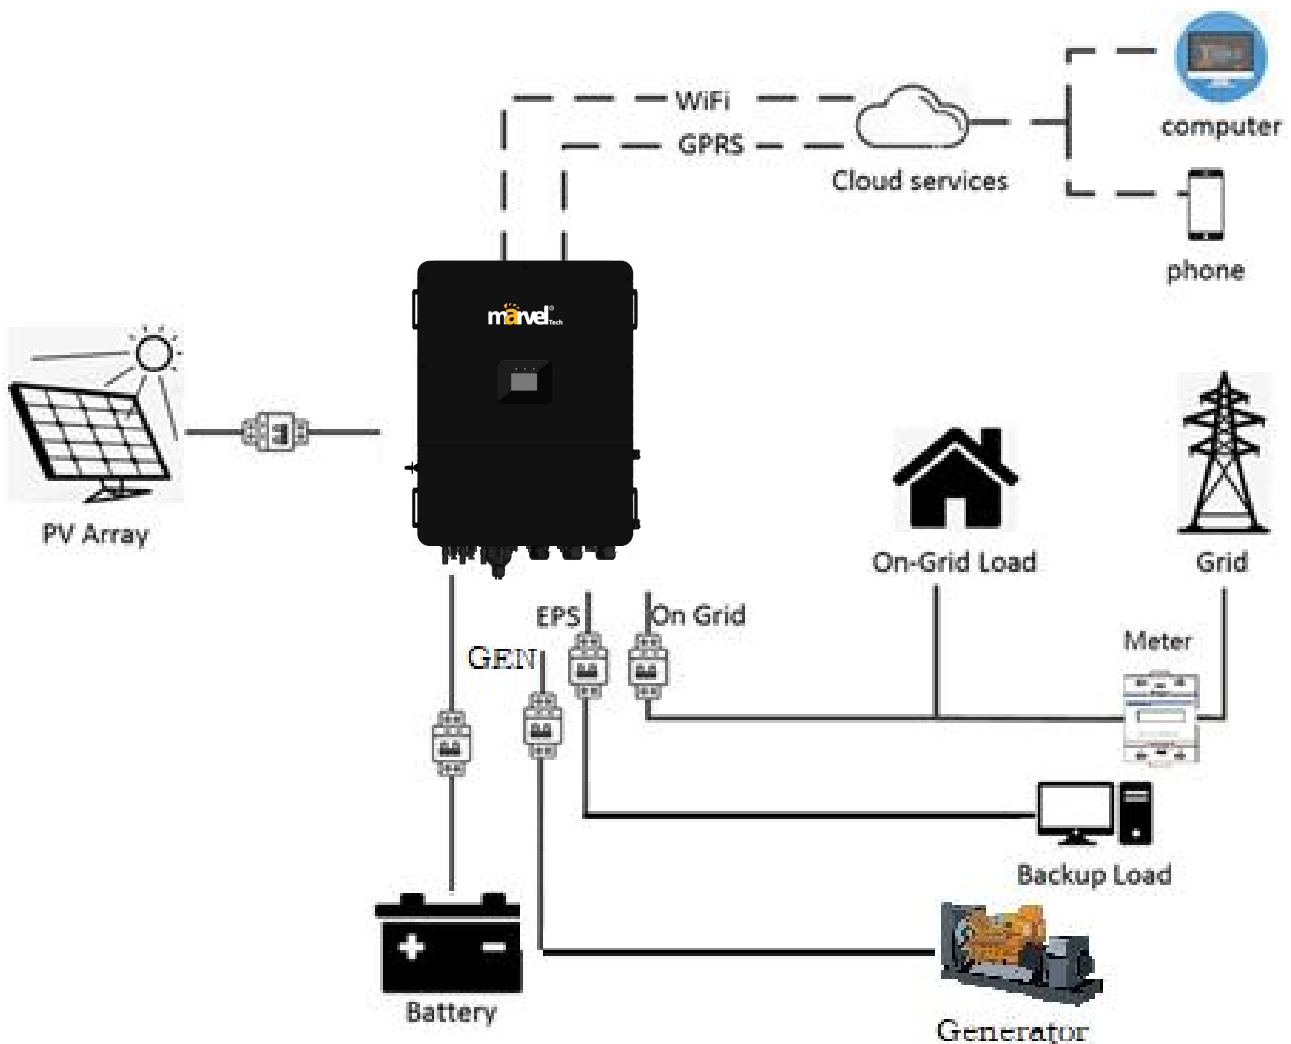 WiFi
GPRS
Cloud services
computer
phone
marvel®
Tech
PV Array
On-Grid Load
Grid
EPS
On Grid
GEN
Meter
Backup Load
Battery
Generator